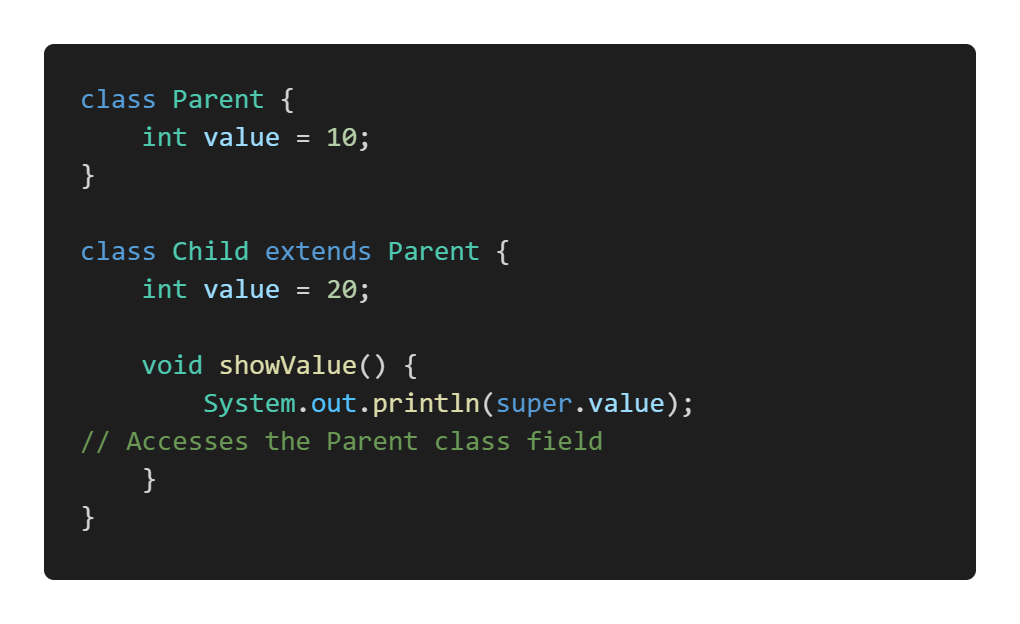 class Parent {
    int value = 10;
}

class Child extends Parent {
    int value = 20;

    void showValue() {
        System.out.println(super.value);
// Accesses the Parent class field
    }
}